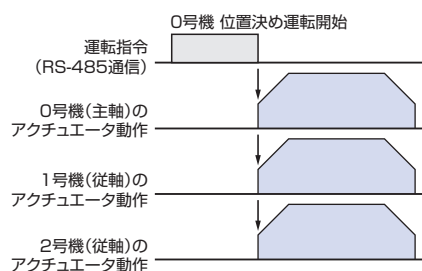 0号機 位置決め運転開始
運転指令
(RS-485通信)
0号機(主軸)の
アクチュエータ動作
1号機(従軸)の
アクチュエータ動作
2号機(従軸)の
アクチュエータ動作